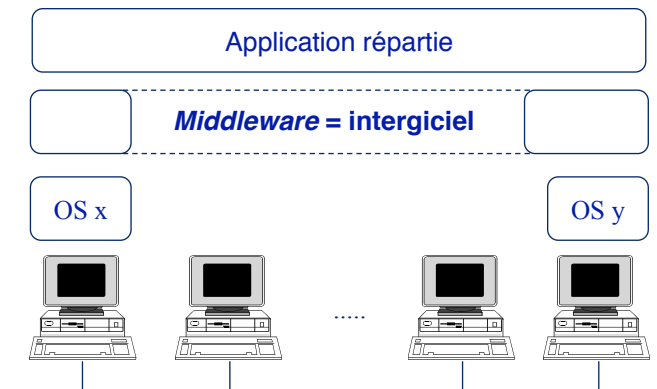 Application répartie
Middleware = intergiciel
OS x
OS y
.....